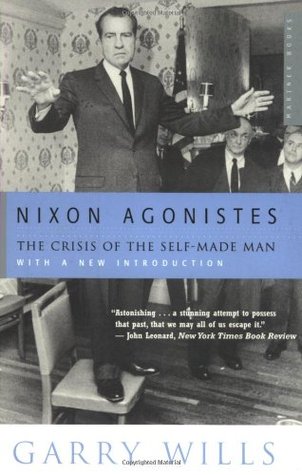 MARINER BOOKS
NIXON AGONISTES
THE CRISIS OF THE SELF-MADE MAN
WITH A NEW INTRODUCTION
"Astonishing . . . a stunning attempt to possess
that past, that we may all of us escape it."
— John Leonard, New York Times Book Review
GARRY WILLS